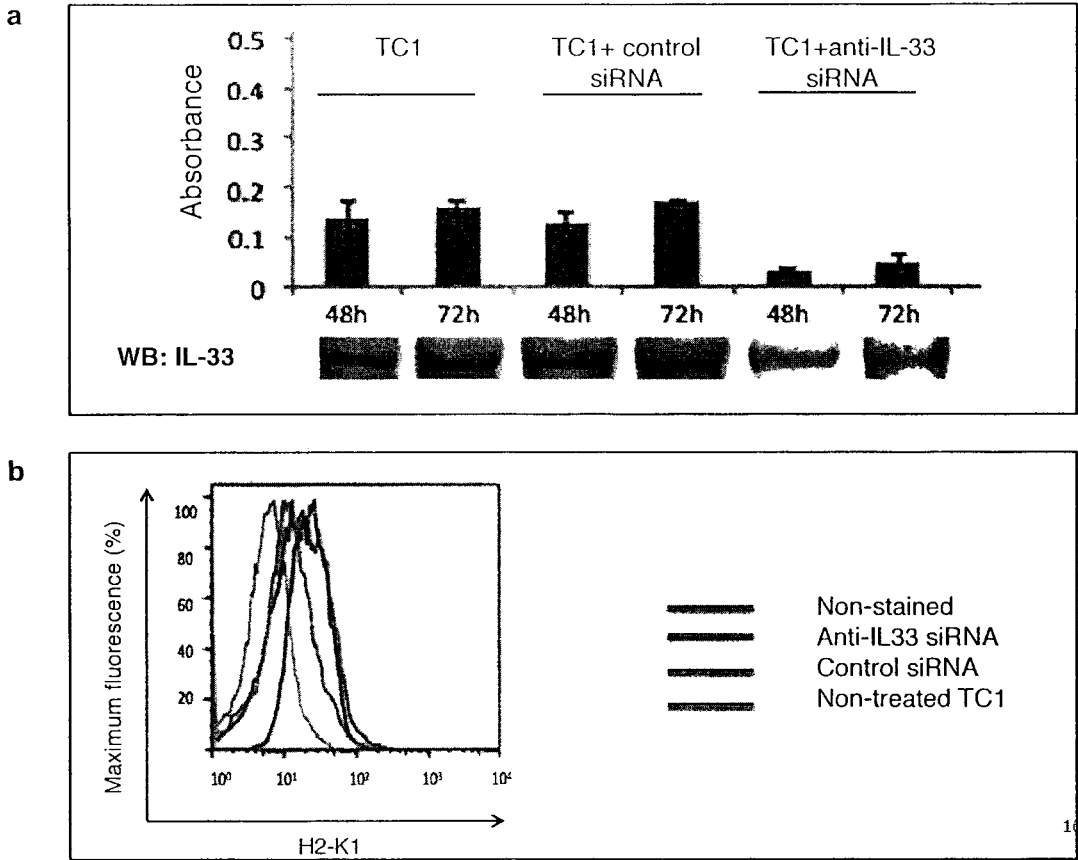 a
TC1
TC1+ control
siRNA
TC1+anti-IL-33
siRNA
Absorbance
0.5
0.4
0.3
0.2
0.1
0
48h 72h 48h 72h 48h 72h
WB: IL-33
b
Maximum fluorescence (%)
100
80
60
40
20
10⁰ 10¹ 10² 10³ 10⁴
H2-K1
Non-stained
Anti-IL33 siRNA
Control siRNA
Non-treated TC1